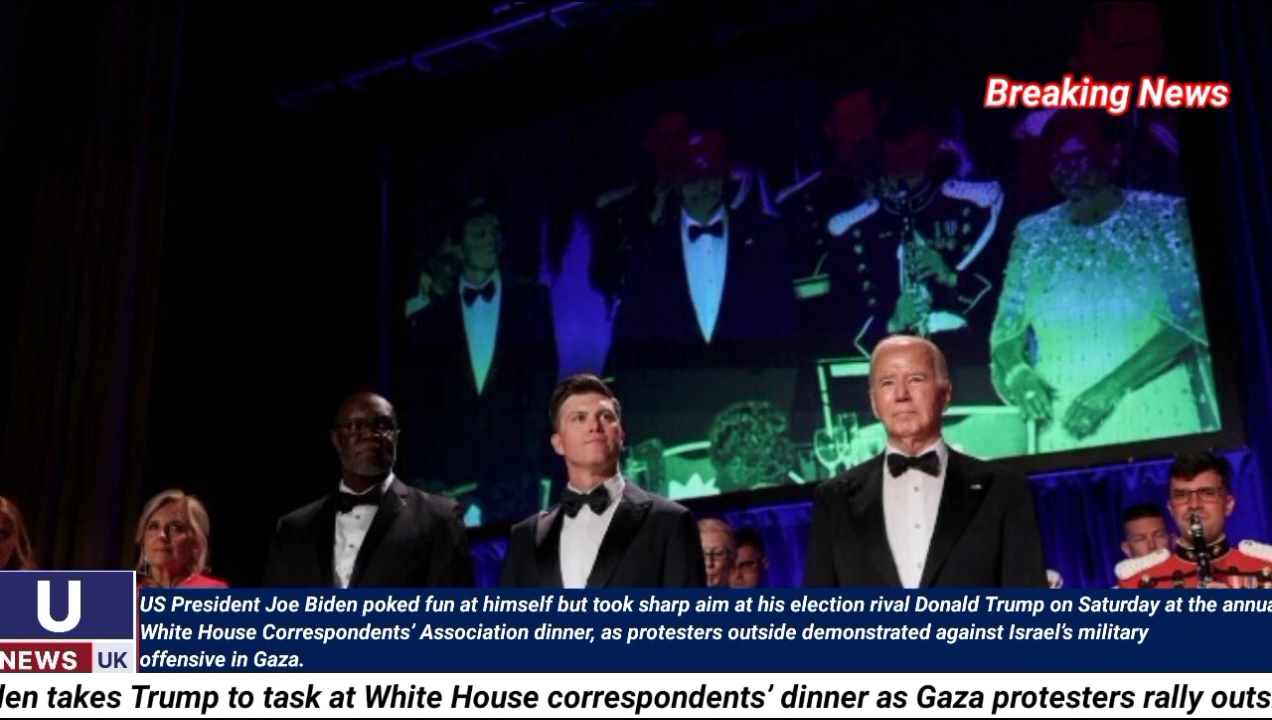 Breaking News
US President Joe Biden poked fun at himself but took sharp aim at his election rival Donald Trump on Saturday at the annua
White House Correspondents’ Association dinner, as protesters outside demonstrated against Israel’s military
offensive in Gaza.
U
NEWS UK
den takes Trump to task at White House correspondents’ dinner as Gaza protesters rally outs